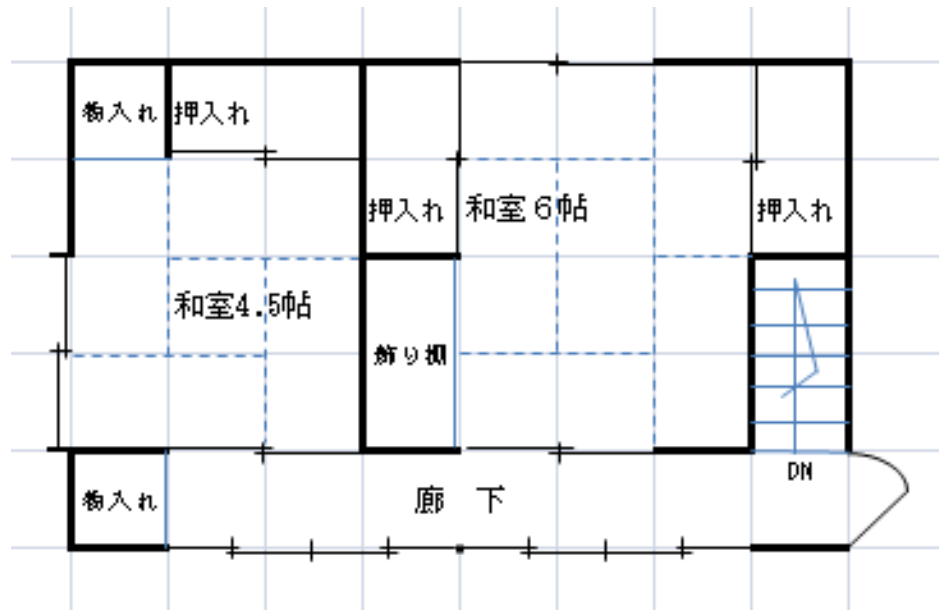 物入れ
押入れ
押入れ
和室６帖
押入れ
和室4.5帖
飾り棚
DN
物入れ
廊　下